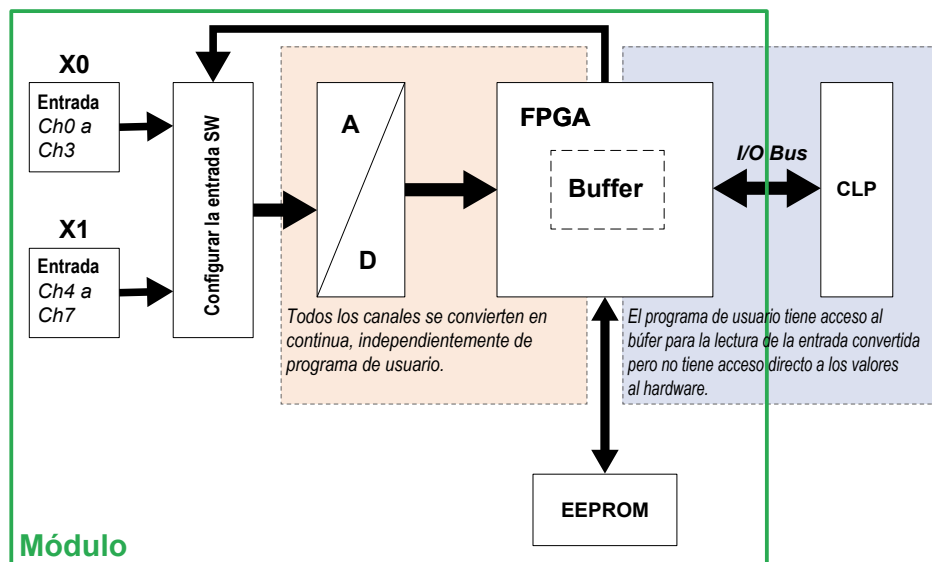 X0
Entrada
Ch0 a
Ch3
X1
Entrada
Ch4 a
Ch7
Configurar la entrada SW
A
D
FPGA
Buffer
I/O Bus
CLP
Todos los canales se convierten en
continua, independientemente de
programa de usuario.
El programa de usuario tiene acceso al
búfer para la lectura de la entrada convertida
pero no tiene acceso directo a los valores
al hardware.
EEPROM
Módulo